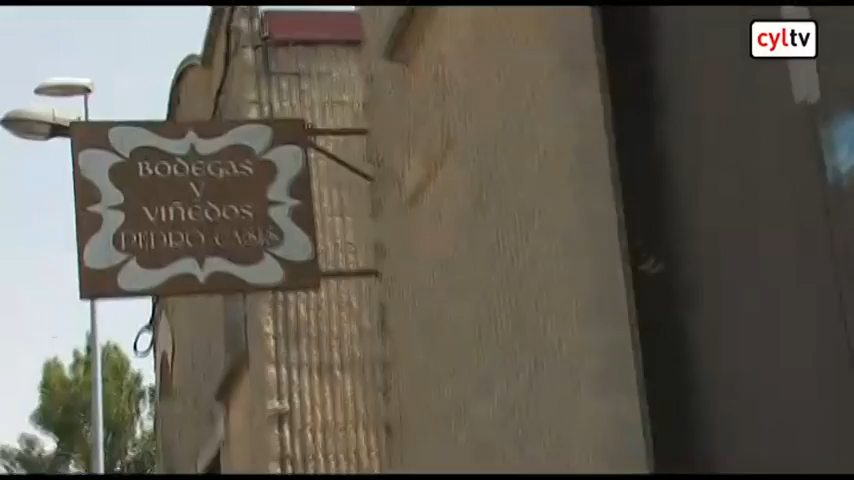 cyltv
BODEGAS
Y
VIÑEDOS
PEDRO CASIS